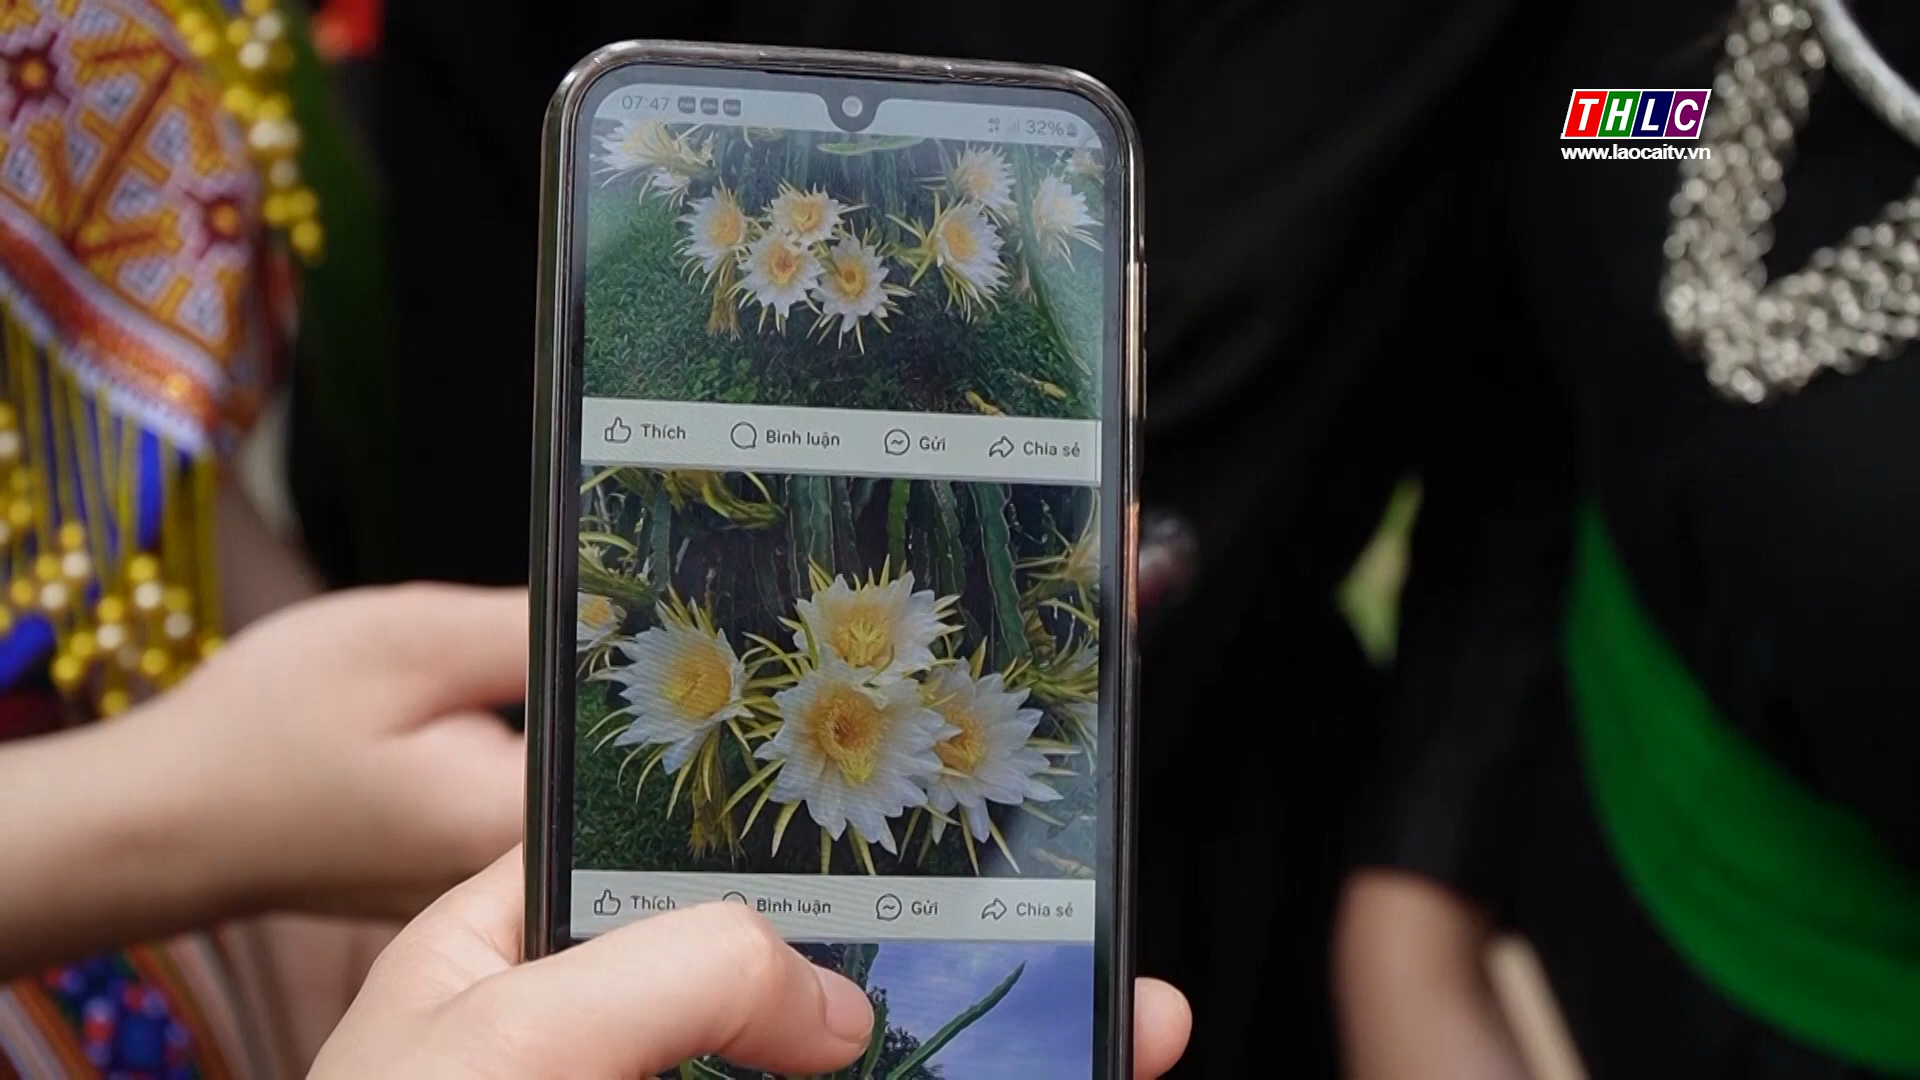 THLC
www.laocaitv.vn
07:47
32%
Thích Bình luận Gửi Chia sẻ
Thích Bình luận Gửi Chia sẻ